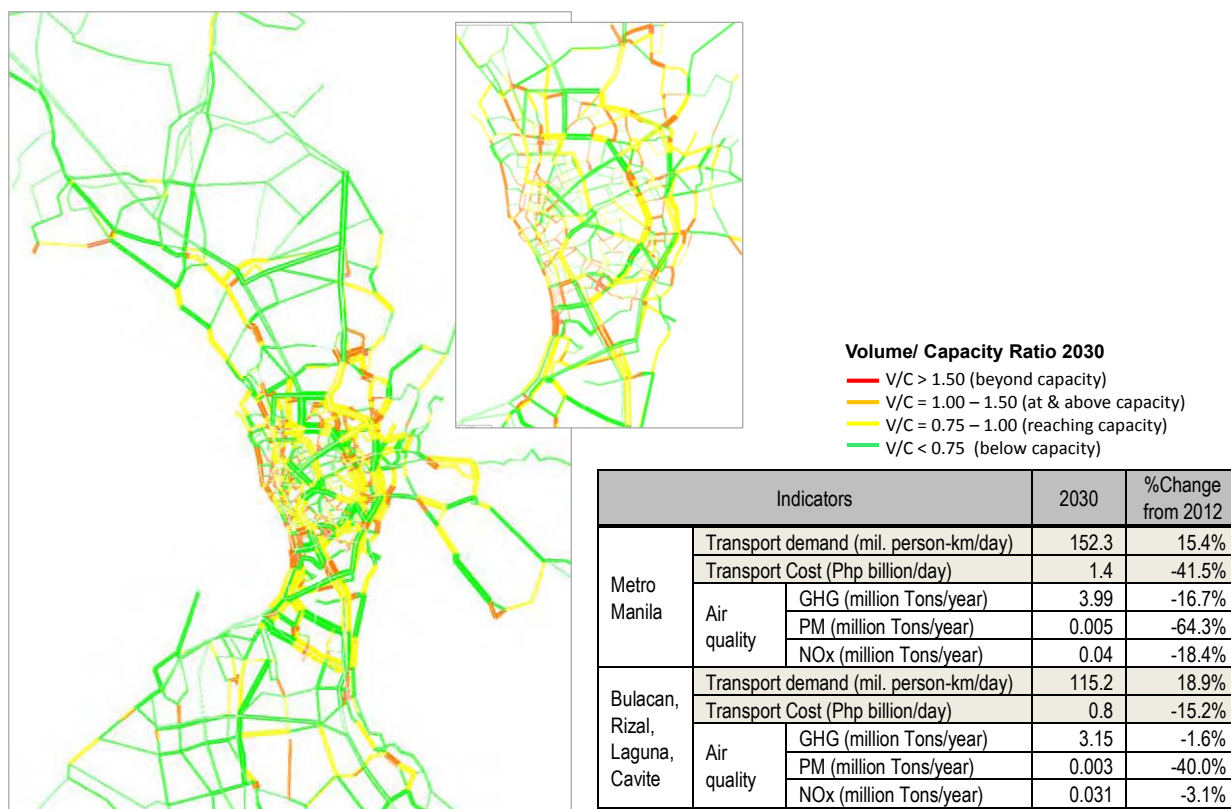 Volume/ Capacity Ratio 2030
V/C > 1.50 (beyond capacity)
V/C = 1.00 – 1.50 (at & above capacity)
V/C = 0.75 – 1.00 (reaching capacity)
V/C < 0.75 (below capacity)
Indicators 2030 %Change from 2012
Metro Manila
Transport demand (mil. person-km/day) 152.3 15.4%
Transport Cost (Php billion/day) 1.4 -41.5%
Air quality
GHG (million Tons/year) 3.99 -16.7%
PM (million Tons/year) 0.005 -64.3%
NOx (million Tons/year) 0.04 -18.4%
Bulacan, Rizal, Laguna, Cavite
Transport demand (mil. person-km/day) 115.2 18.9%
Transport Cost (Php billion/day) 0.8 -15.2%
Air quality
GHG (million Tons/year) 3.15 -1.6%
PM (million Tons/year) 0.003 -40.0%
NOx (million Tons/year) 0.031 -3.1%